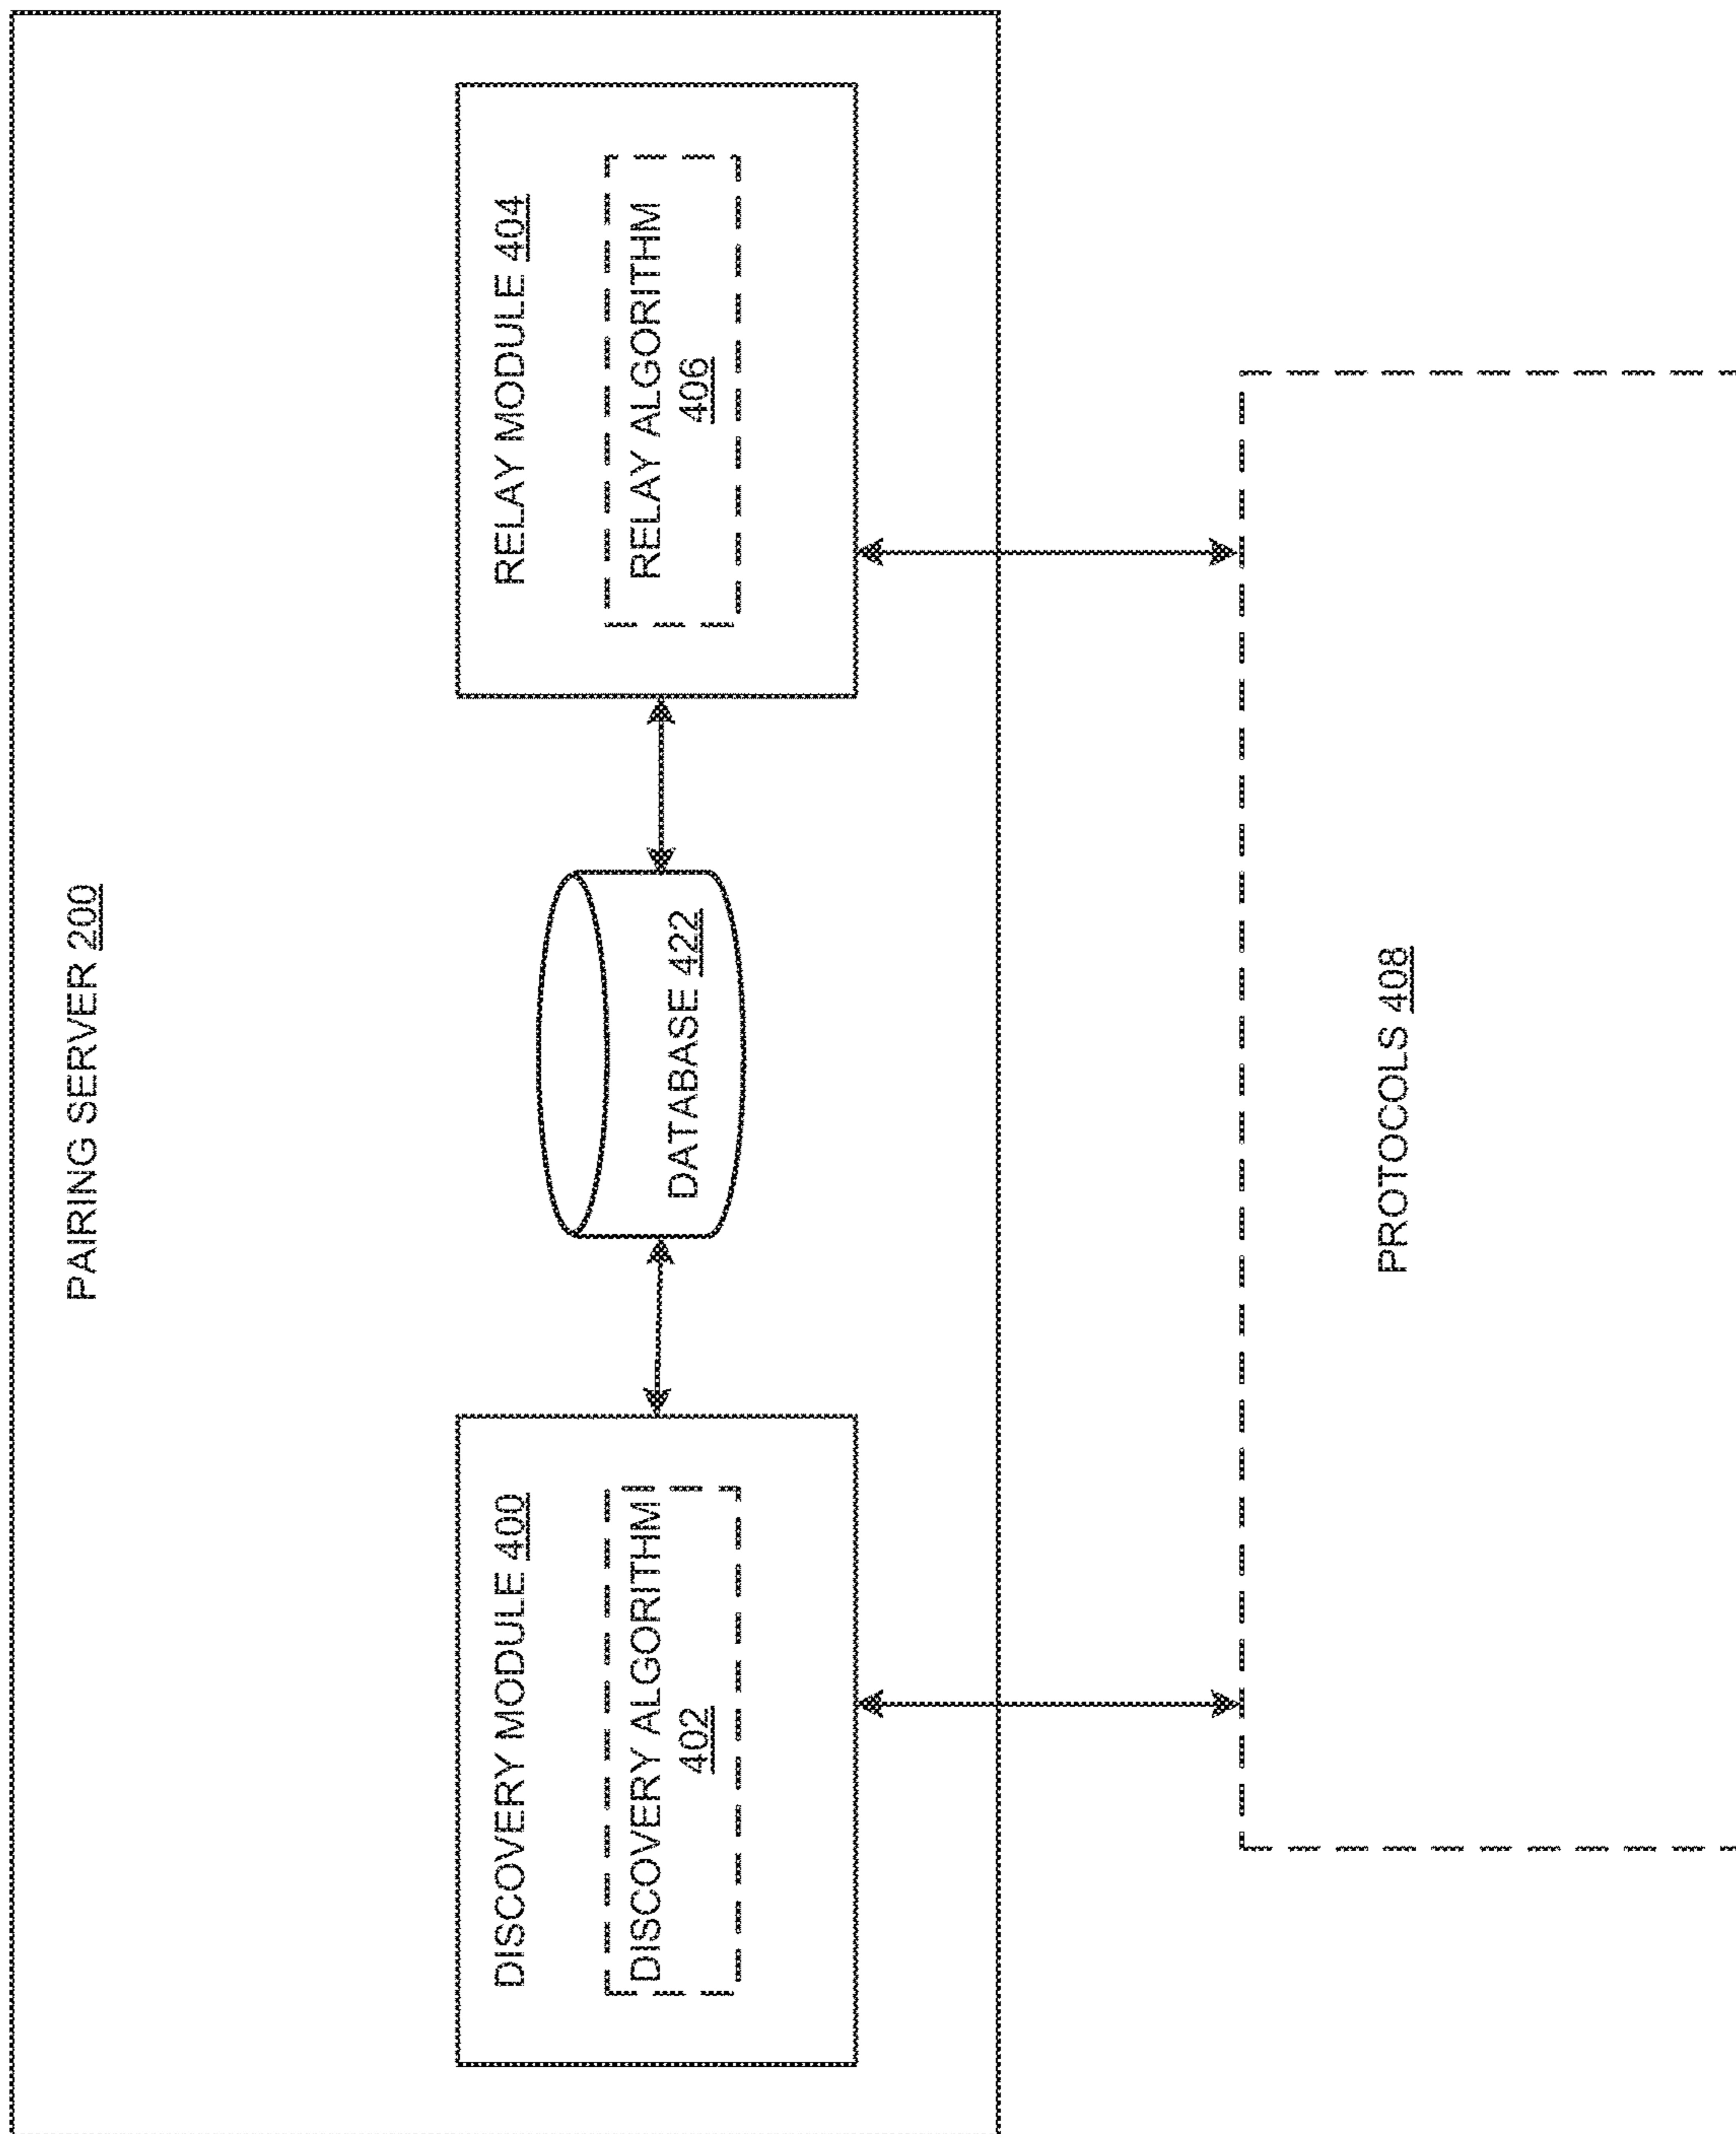 PAIRING SERVER 200
DISCOVERY MODULE 400
DISCOVERY ALGORITHM
402
DATABASE 422
RELAY MODULE 404
RELAY ALGORITHM
406
PROTOCOLS 408